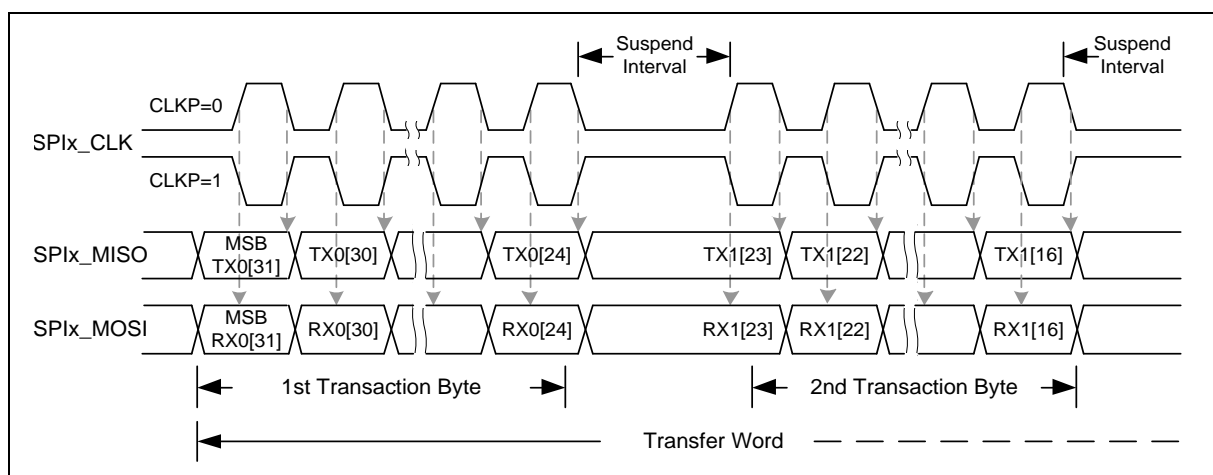 Suspend
Interval
Suspend
Interval
CLKP=0
SPIx_CLK
CLKP=1
SPIx_MISO
MSB
TX0[31]
TX0[30]
TX0[24]
TX1[23]
TX1[22]
TX1[16]
SPIx_MOSI
MSB
RX0[31]
RX0[30]
RX0[24]
RX1[23]
RX1[22]
RX1[16]
1st Transaction Byte
2nd Transaction Byte
Transfer Word